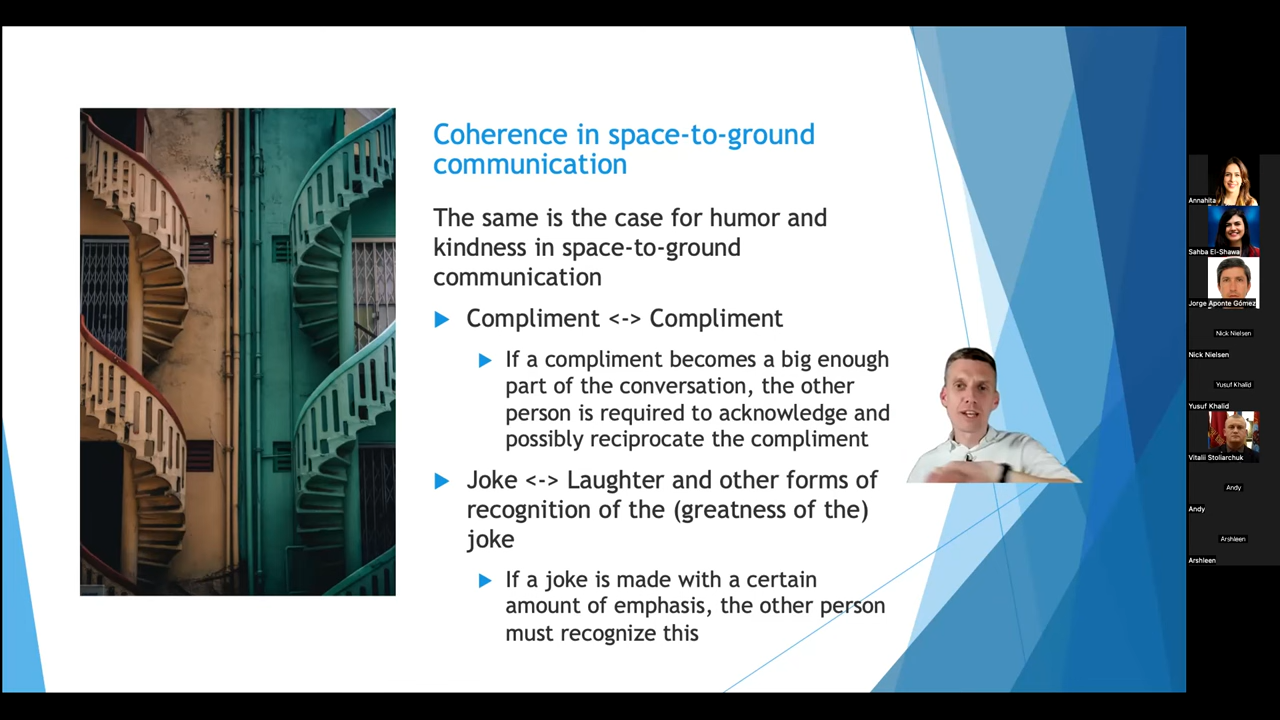 Coherence in space-to-ground
communication
The same is the case for humor and
kindness in space-to-ground
communication
Compliment <-> Compliment
If a compliment becomes a big enough
part of the conversation, the other
person is required to acknowledge and
possibly reciprocate the compliment
Joke <-> Laughter and other forms of
recognition of the (greatness of the)
joke
If a joke is made with a certain
amount of emphasis, the other person
must recognize this
Annahita
Sahba El-Shawa
Jorge Aponte Gómez
Nick Nielsen
Nick Nielsen
Yusuf Khalid
Yusuf Khalid
Vitalii Stoliarchuk
Andy
Andy
Arshleen
Arshleen